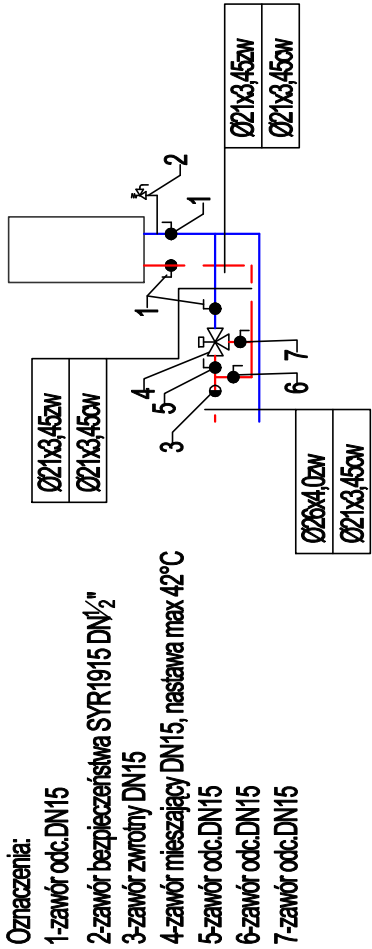 Oznaczenia:
1-zawór odc.DN15
2-zawór bezpieczeństwa SYR1915 DN½"
3-zawór zwrotny DN15
4-zawór mieszający DN15, nastawa max 42°C
5-zawór odc.DN15
6-zawór odc.DN15
7-zawór odc.DN15
Ø21x3,45zw
Ø21x3,45cw
Ø21x3,45zw
Ø21x3,45cw
Ø26x4,0zw
Ø21x3,45cw
1
2
1
4
5
3
7
6